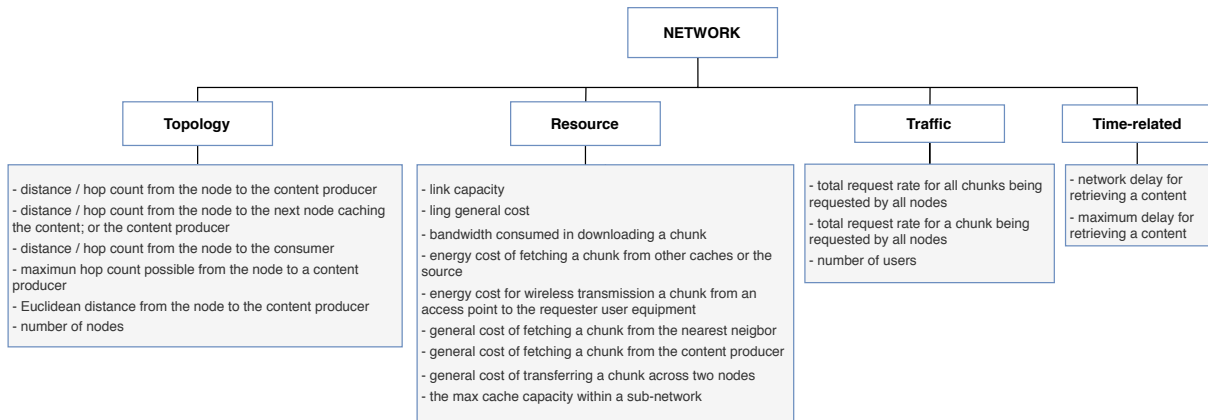 NETWORK
Topology
- distance / hop count from the node to the content producer
- distance / hop count from the node to the next node caching
the content; or the content producer
- distance / hop count from the node to the consumer
- maximun hop count possible from the node to a content
producer
- Euclidean distance from the node to the content producer
- number of nodes
Resource
- link capacity
- ling general cost
- bandwidth consumed in downloading a chunk
- energy cost of fetching a chunk from other caches or the
source
- energy cost for wireless transmission a chunk from an
access point to the requester user equipment
- general cost of fetching a chunk from the nearest neigbor
- general cost of fetching a chunk from the content producer
- general cost of transferring a chunk across two nodes
- the max cache capacity within a sub-network
Traffic
- total request rate for all chunks being
requested by all nodes
- total request rate for a chunk being
requested by all nodes
- number of users
Time-related
- network delay for
retrieving a content
- maximum delay for
retrieving a content